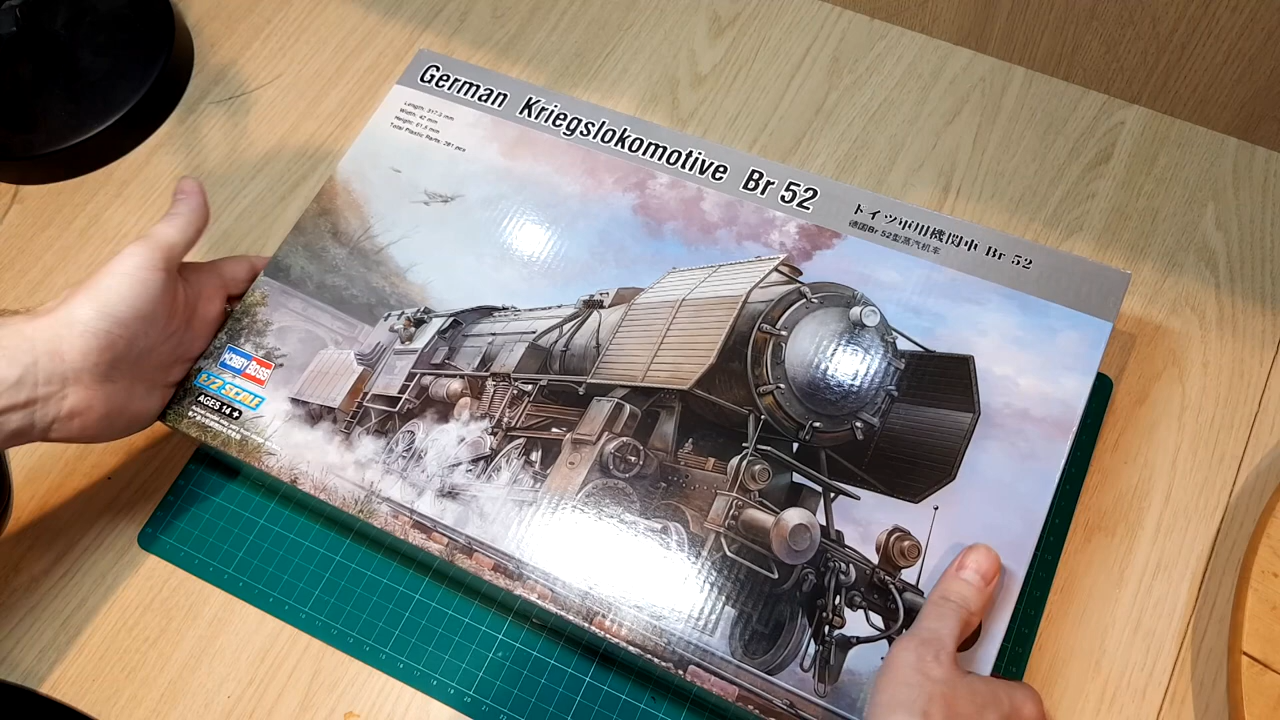 German Kriegslokomotive Br 52
ドイツ軍用機関車 Br 52
德国Br 52型蒸汽机车
Length: 317.3 mm
Width: 42 mm
Height: 61.5 mm
Total Plastic Parts: 281 pcs
HOBBY BOSS
1/72 SCALE
AGES 14 +